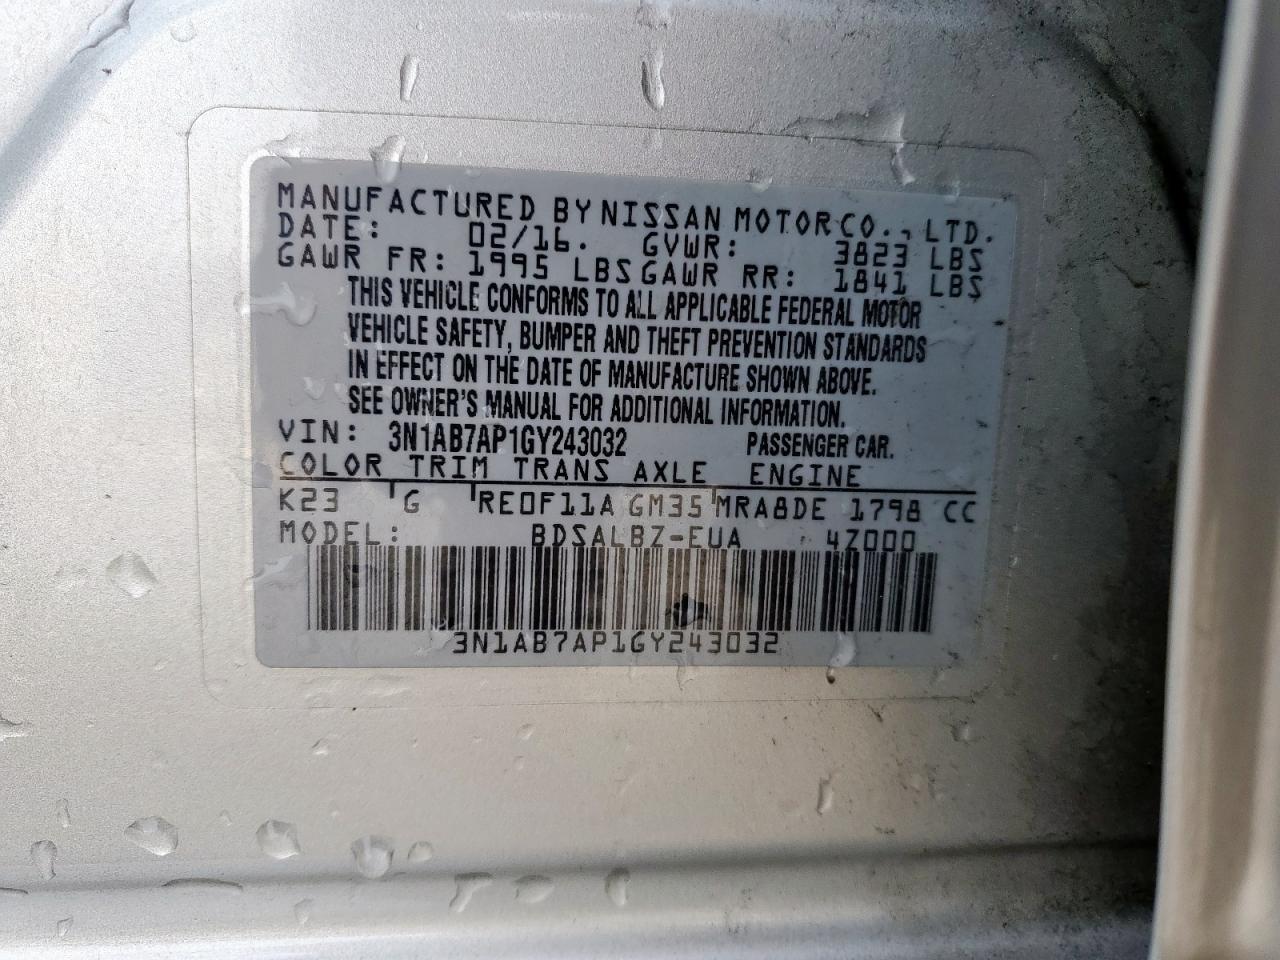 MANUFACTURED BY NISSAN MOTOR CO., LTD.
DATE: 02/16. GVWR: 3823 LBS
GAWR FR: 1995 LBS GAWR RR: 1841 LBS
THIS VEHICLE CONFORMS TO ALL APPLICABLE FEDERAL MOTOR
VEHICLE SAFETY, BUMPER AND THEFT PREVENTION STANDARDS
IN EFFECT ON THE DATE OF MANUFACTURE SHOWN ABOVE.
SEE OWNER'S MANUAL FOR ADDITIONAL INFORMATION.
VIN: 3N1AB7AP1GY243032 PASSENGER CAR.
COLOR TRIM TRANS AXLE ENGINE
K23 G RE0F11A GM35 MRA8DE 1798 CC
MODEL: BDSALBZ-EUA 4Z000
3N1AB7AP1GY243032